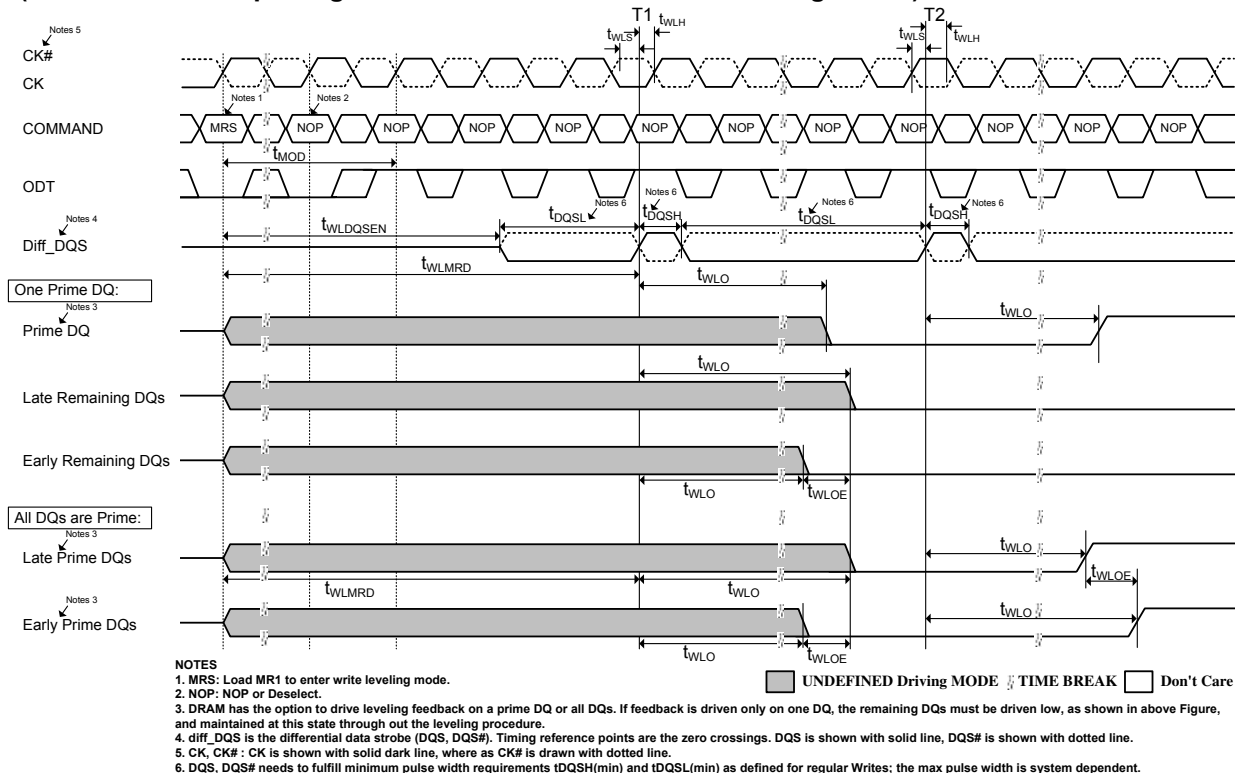 T1
T2
tWLS
tWLH
tWLS
tWLH
Notes 5
CK#
CK
Notes 1
Notes 2
COMMAND
MRS
NOP
NOP
NOP
NOP
NOP
NOP
NOP
NOP
NOP
NOP
NOP
tMOD
ODT
Notes 6
Notes 6
Notes 6
Notes 6
tDQSL
tDQSH
tDQSL
tDQSH
Notes 4
Diff_DQS
tWLDQSEN
tWLMRD
tWLO
One Prime DQ:
Notes 3
Prime DQ
tWLO
tWLO
Late Remaining DQs
Early Remaining DQs
tWLO
tWLOE
All DQs are Prime:
Notes 3
Late Prime DQs
tWLO
tWLOE
tWLMRD
tWLO
Notes 3
Early Prime DQs
tWLO
tWLO
tWLOE
NOTES
UNDEFINED Driving MODE
TIME BREAK
Don't Care
1. MRS: Load MR1 to enter write leveling mode.
2. NOP: NOP or Deselect.
3. DRAM has the option to drive leveling feedback on a prime DQ or all DQs. If feedback is driven only on one DQ, the remaining DQs must be driven low, as shown in above Figure,
and maintained at this state through out the leveling procedure.
4. diff_DQS is the differential data strobe (DQS, DQS#). Timing reference points are the zero crossings. DQS is shown with solid line, DQS# is shown with dotted line.
5. CK, CK# : CK is shown with solid dark line, where as CK# is drawn with dotted line.
6. DQS, DQS# needs to fulfill minimum pulse width requirements tDQSH(min) and tDQSL(min) as defined for regular Writes; the max pulse width is system dependent.